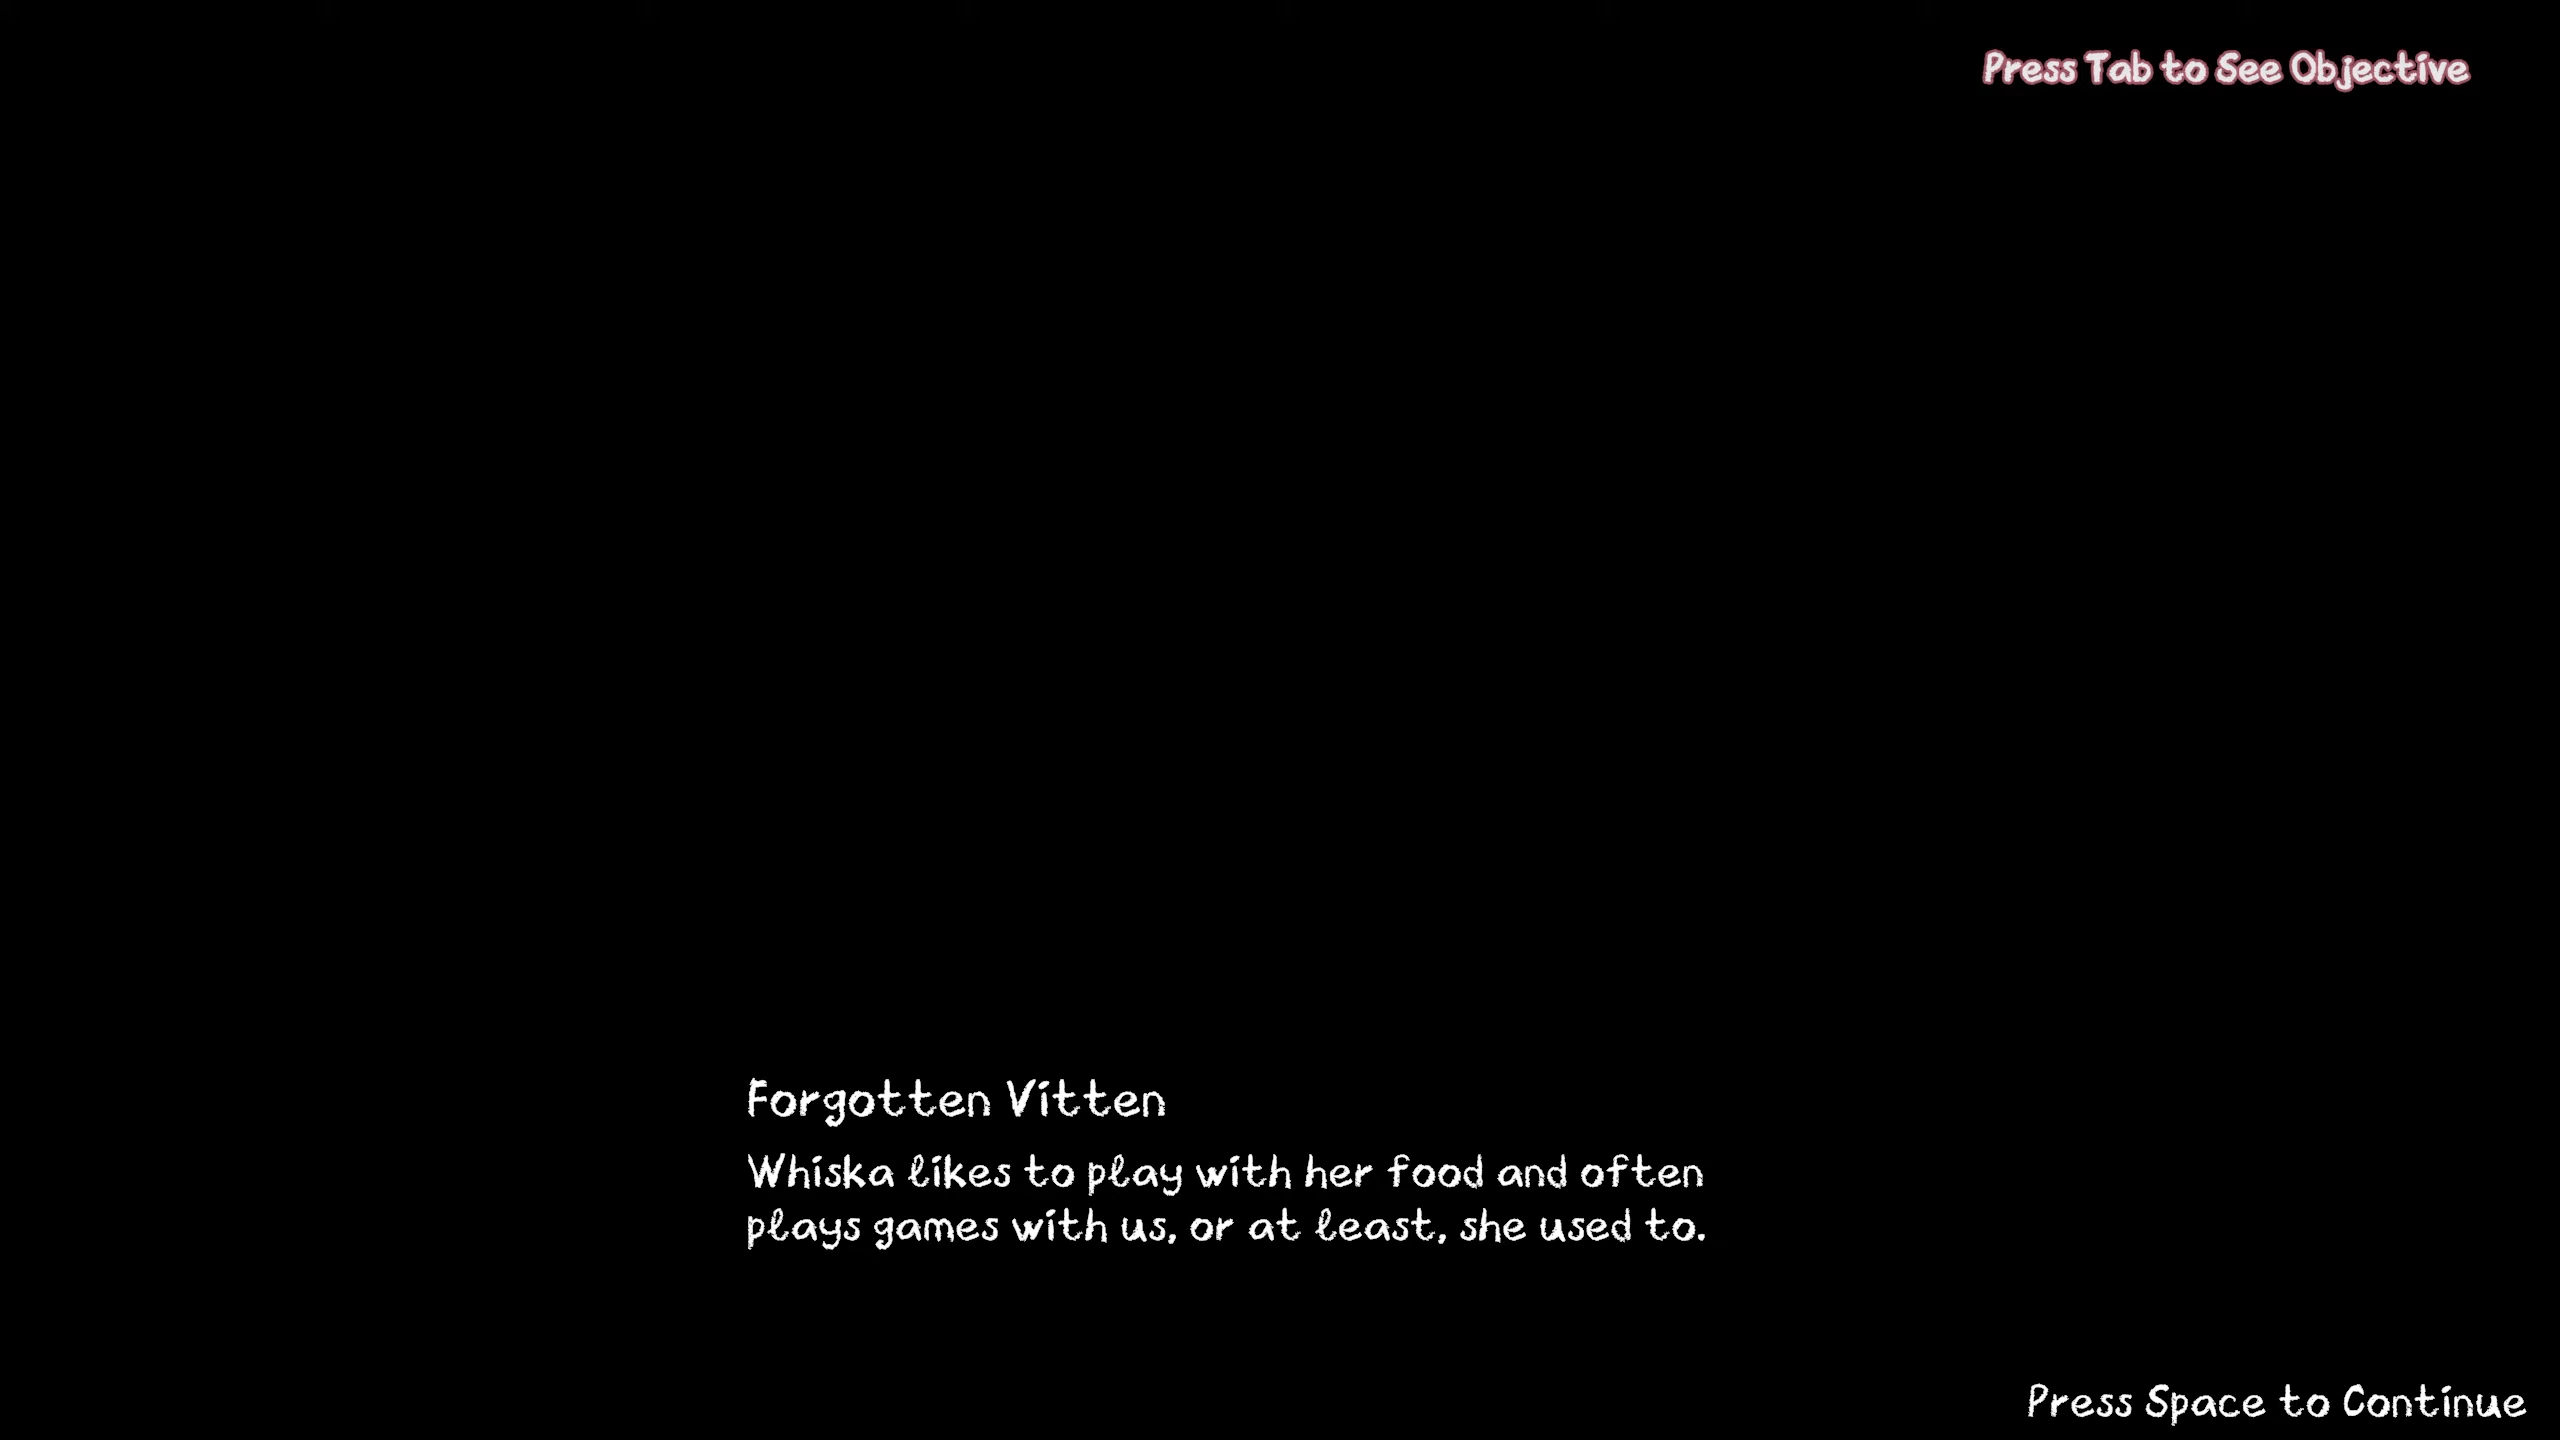 Press Tab to See Objective
Forgotten Vitten
Whiska likes to play with her food and often
plays games with us, or at least, she used to.
Press Space to Continue